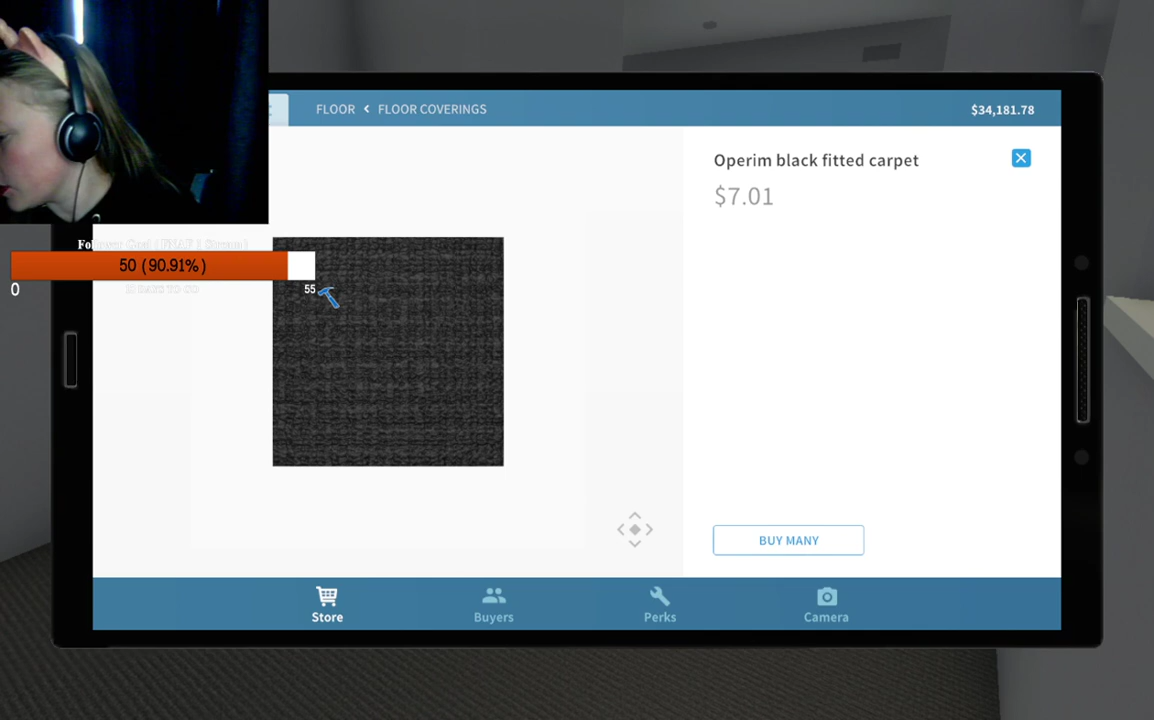 FLOOR < FLOOR COVERINGS
$34,181.78
Operim black fitted carpet
$7.01
50 (90.91%)
0
55
BUY MANY
Store
Buyers
Perks
Camera